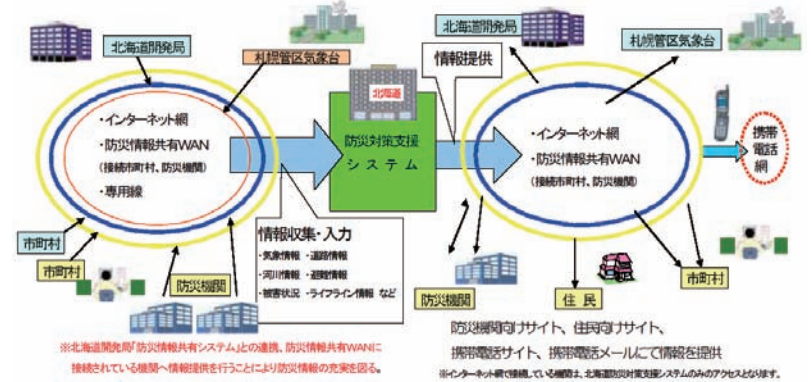 北海道開発局
札幌管区気象台
・インターネット網
・防災情報共有WAN
（接続市町村、防災機関）
・専用線
市町村
市町村
防災機関
北海道
防災対策支援
システム
情報収集・入力
・気象情報 ・道路情報
・河川情報 ・避難情報
・被害状況 ・ライフライン情報 など
情報提供
北海道開発局
札幌管区気象台
・インターネット網
・防災情報共有WAN
（接続市町村、防災機関）
携帯
電話
網
防災機関
住 民
市町村
防災機関向けサイト、住民向けサイト、
携帯電話サイト、携帯電話メールにて情報を提供
※インターネット網で接続している機関は、北海道防災対策支援システムのみのアクセスとなります。
※北海道開発局「防災情報共有システム」との連携、防災情報共有WANに
接続されている機関へ情報提供を行うことにより防災情報の充実を図る。